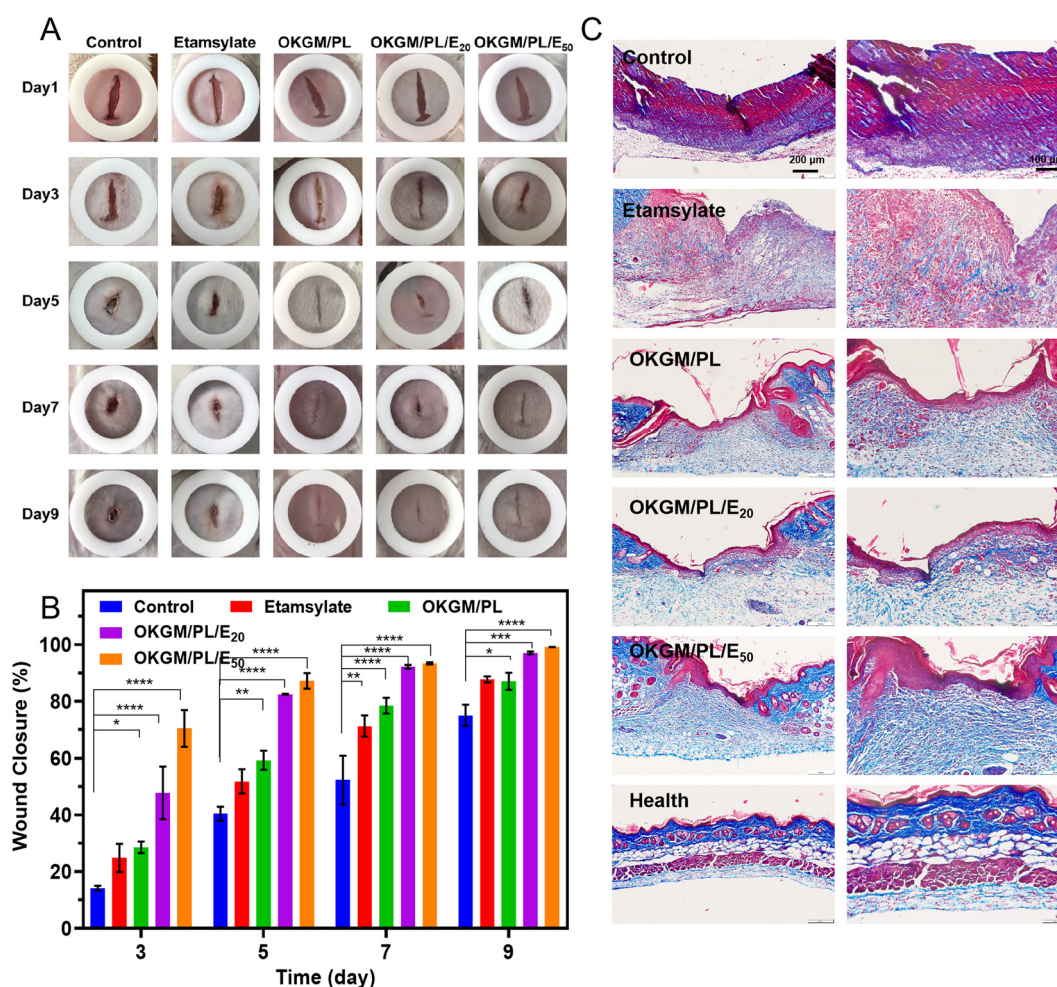 A
Control Etamsylate OKGM/PL OKGM/PL/E₂₀ OKGM/PL/E₅₀
Day1
Day3
Day5
Day7
Day9
B
Control Etamsylate OKGM/PL
OKGM/PL/E₂₀
OKGM/PL/E₅₀
Wound Closure (%)
100
80
60
40
20
0
* **** ****
** **** ****
** **** **** ****
* *** ****
3 5 7 9
Time (day)
C
Control
200 μm
100 μm
Etamsylate
OKGM/PL
OKGM/PL/E₂₀
OKGM/PL/E₅₀
Health